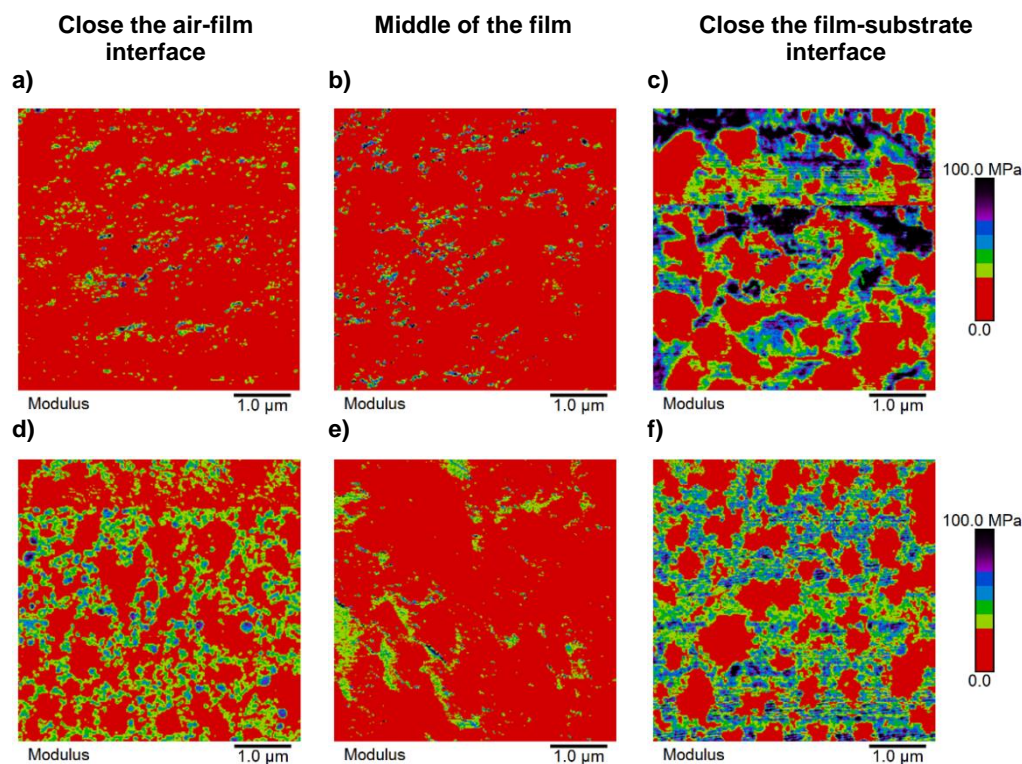 Close the air-film
interface
Middle of the film
Close the film-substrate
interface
a)
b)
c)
100.0 MPa
0.0
Modulus
1.0 µm
Modulus
1.0 µm
Modulus
1.0 µm
d)
e)
f)
100.0 MPa
0.0
Modulus
1.0 µm
Modulus
1.0 µm
Modulus
1.0 µm